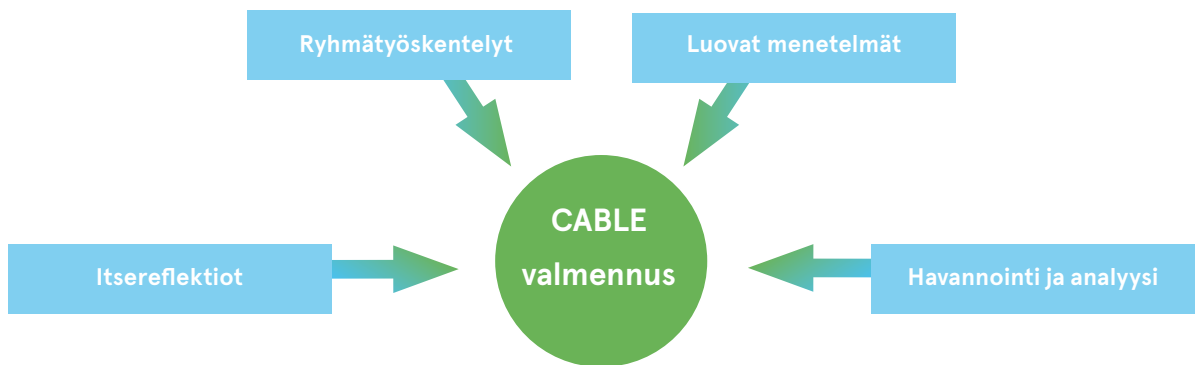 Ryhmätyöskentelyt
Luovat menetelmät
CABLE
valmennus
Itsereflektiot
Havannointi ja analyysi